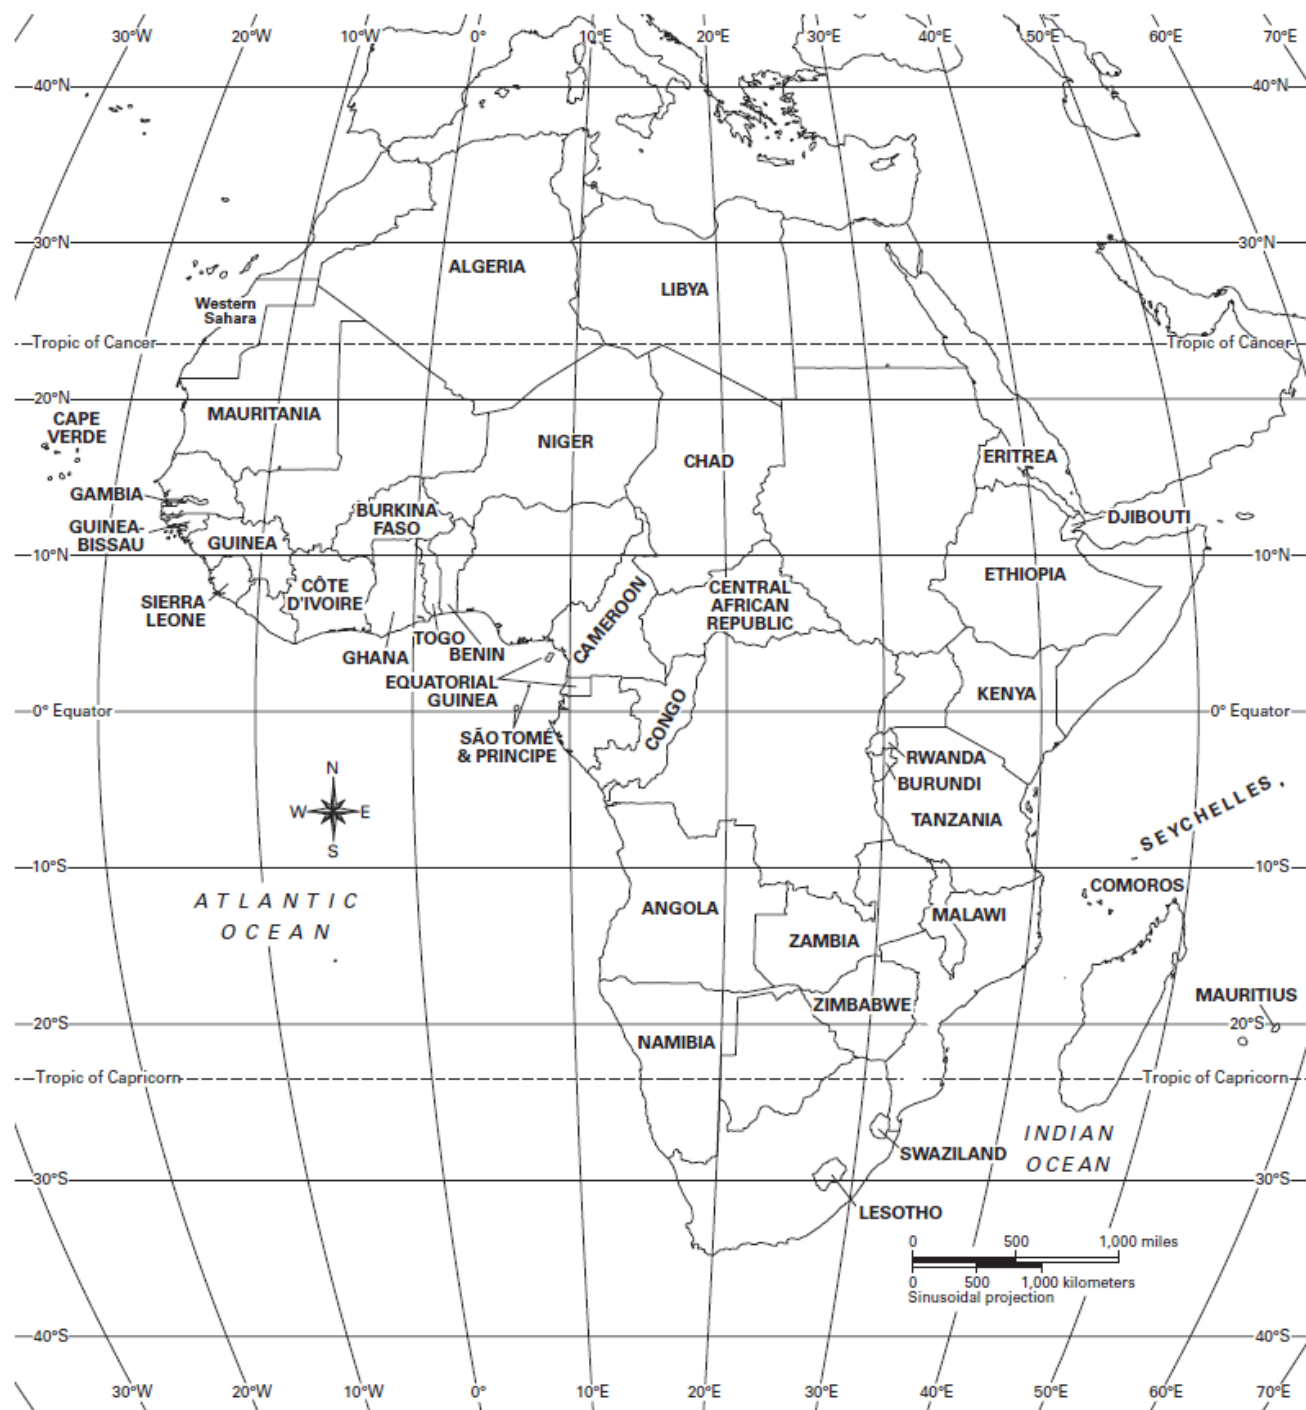 30°W 20°W 10°W 0° 10°E 20°E 30°E 40°E 50°E 60°E 70°E
40°N 40°N
30°N 30°N
ALGERIA
LIBYA
Western
Sahara
Tropic of Cancer Tropic of Cancer
20°N 20°N
CAPE
VERDE
MAURITANIA
NIGER
CHAD
ERITREA
GAMBIA
BURKINA
FASO
DJIBOUTI
GUINEA-
BISSAU
GUINEA
10°N 10°N
ETHIOPIA
CÔTE
D'IVOIRE
CENTRAL
AFRICAN
REPUBLIC
SIERRA
LEONE
CAMEROON
TOGO
GHANA
BENIN
EQUATORIAL
GUINEA
KENYA
CONGO
0° Equator 0° Equator
SÃO TOMÉ
& PRINCIPE
RWANDA
BURUNDI
N
W E
S
TANZANIA
SEYCHELLES
10°S 10°S
ATLANTIC
OCEAN
ANGOLA
COMOROS
MALAWI
ZAMBIA
MAURITIUS
ZIMBABWE
20°S 20°S
NAMIBIA
Tropic of Capricorn Tropic of Capricorn
INDIAN
OCEAN
SWAZILAND
30°S 30°S
LESOTHO
0 500 1,000 miles
0 500 1,000 kilometers
Sinusoidal projection
40°S 40°S
30°W 20°W 10°W 0° 10°E 20°E 30°E 40°E 50°E 60°E 70°E